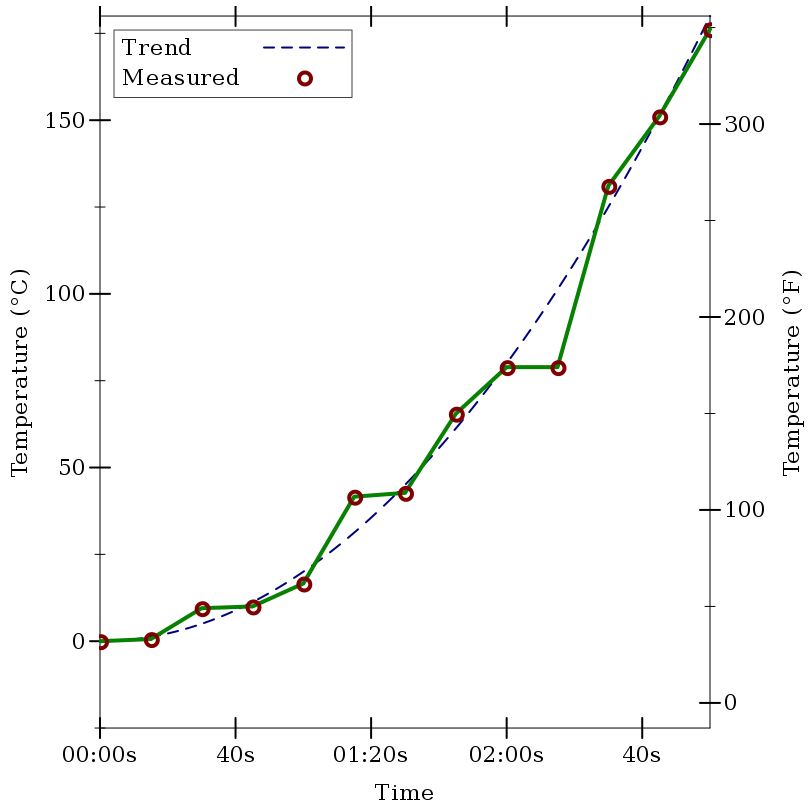 Trend
Measured
150
100
50
0
300
200
100
0
Temperature (°C)
Temperature (°F)
00:00s 40s 01:20s 02:00s 40s
Time